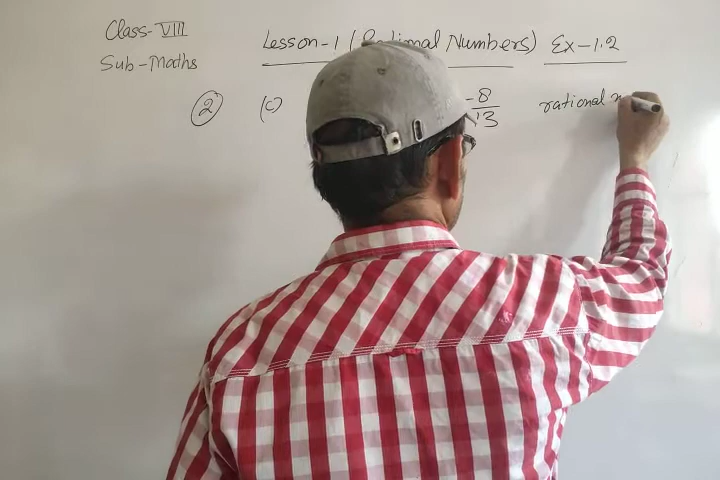 Class-VIII
Lesson-1 (Rational Numbers) Ex-1.2
Sub-Maths
2 (c) -8/13 rational n